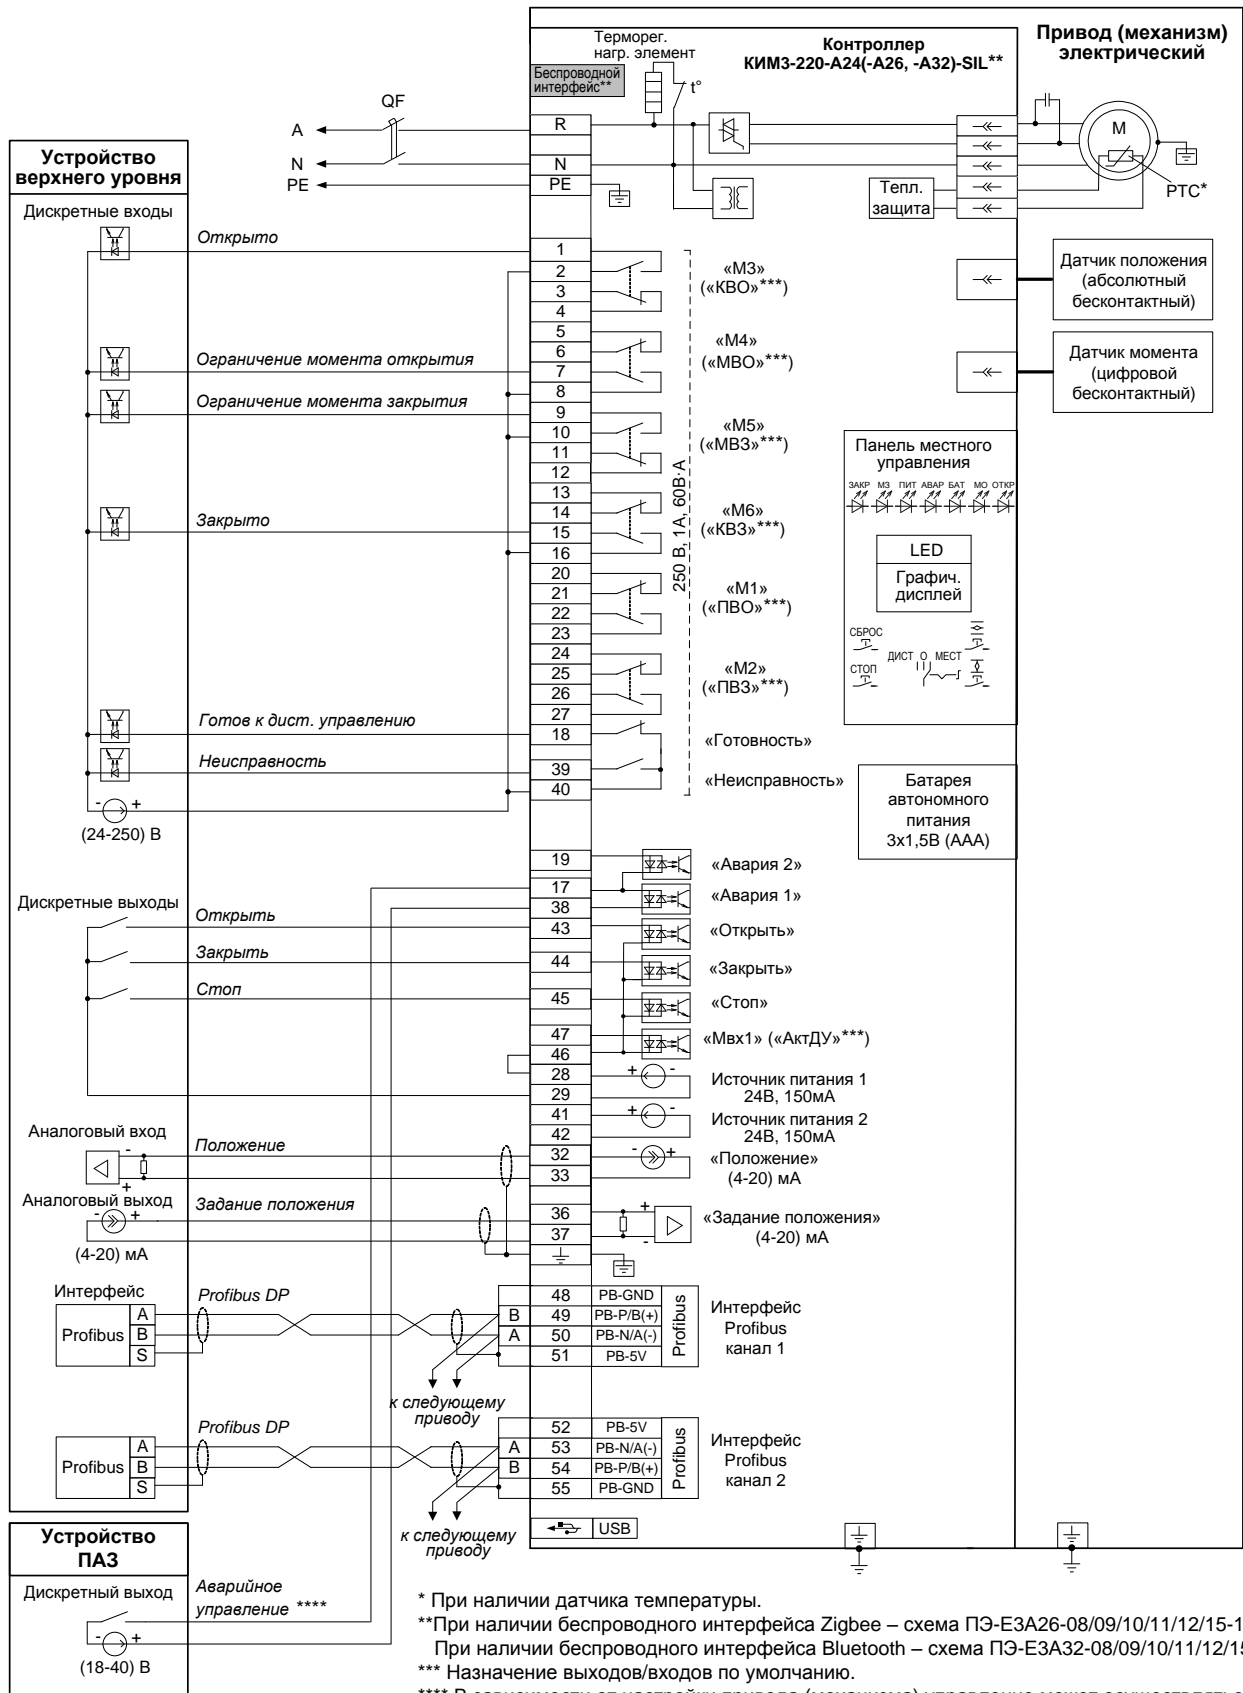 Привод (механизм)
электрический
Контроллер
КИМ3-220-А24(-А26, -А32)-SIL**
Терморег.
нагр. элемент
t°
Беспроводной
интерфейс**
QF
A
N
PE
R
N
PE
M
PTC*
Тепл.
защита
Устройство
верхнего уровня
Дискретные входы
Открыто
1
2
3
4
«М3»
(«КВО»***)
Датчик положения
(абсолютный
бесконтактный)
Ограничение момента открытия
5
6
7
8
«М4»
(«МВО»***)
Датчик момента
(цифровой
бесконтактный)
Ограничение момента закрытия
9
10
11
12
«М5»
(«МВЗ»***)
Закрыто
13
14
15
16
«М6»
(«КВЗ»***)
250 В, 1А, 60В·А
20
21
22
23
«М1»
(«ПВО»***)
24
25
26
27
«М2»
(«ПВЗ»***)
Панель местного
управления
ЗАКР МЗ ПИТ АВАР БАТ МО ОТКР
LED
Графич.
дисплей
СБРОС
СТОП
ДИСТ О МЕСТ
Готов к дист. управлению
18
«Готовность»
Неисправность
39
40
«Неисправность»
- +
(24-250) В
Батарея
автономного
питания
3x1,5В (ААА)
19
«Авария 2»
17
38
«Авария 1»
Дискретные выходы
Открыть
43
«Открыть»
Закрыть
44
«Закрыть»
Стоп
45
«Стоп»
47
46
«Мвх1» («АктДУ»***)
28
29
+ -
Источник питания 1
24В, 150мА
41
42
+ -
Источник питания 2
24В, 150мА
Аналоговый вход
-
+
Положение
32
33
- +
«Положение»
(4-20) мА
Аналоговый выход
- +
(4-20) мА
Задание положения
36
37
+
-
«Задание положения»
(4-20) мА
Интерфейс
Profibus
A
B
S
Profibus DP
B
A
48 PB-GND
49 PB-P/B(+)
50 PB-N/A(-)
51 PB-5V
Profibus
Интерфейс
Profibus
канал 1
к следующему
приводу
Profibus
A
B
S
Profibus DP
A
B
52 PB-5V
53 PB-N/A(-)
54 PB-P/B(+)
55 PB-GND
Profibus
Интерфейс
Profibus
канал 2
к следующему
приводу
USB
Устройство
ПАЗ
Дискретный выход
Аварийное
управление ****
- +
(18-40) В
* При наличии датчика температуры.
**При наличии беспроводного интерфейса Zigbee – схема ПЭ-Е3А26-08/09/10/11/12/15-1
При наличии беспроводного интерфейса Bluetooth – схема ПЭ-Е3А32-08/09/10/11/12/15
*** Назначение выходов/входов по умолчанию.